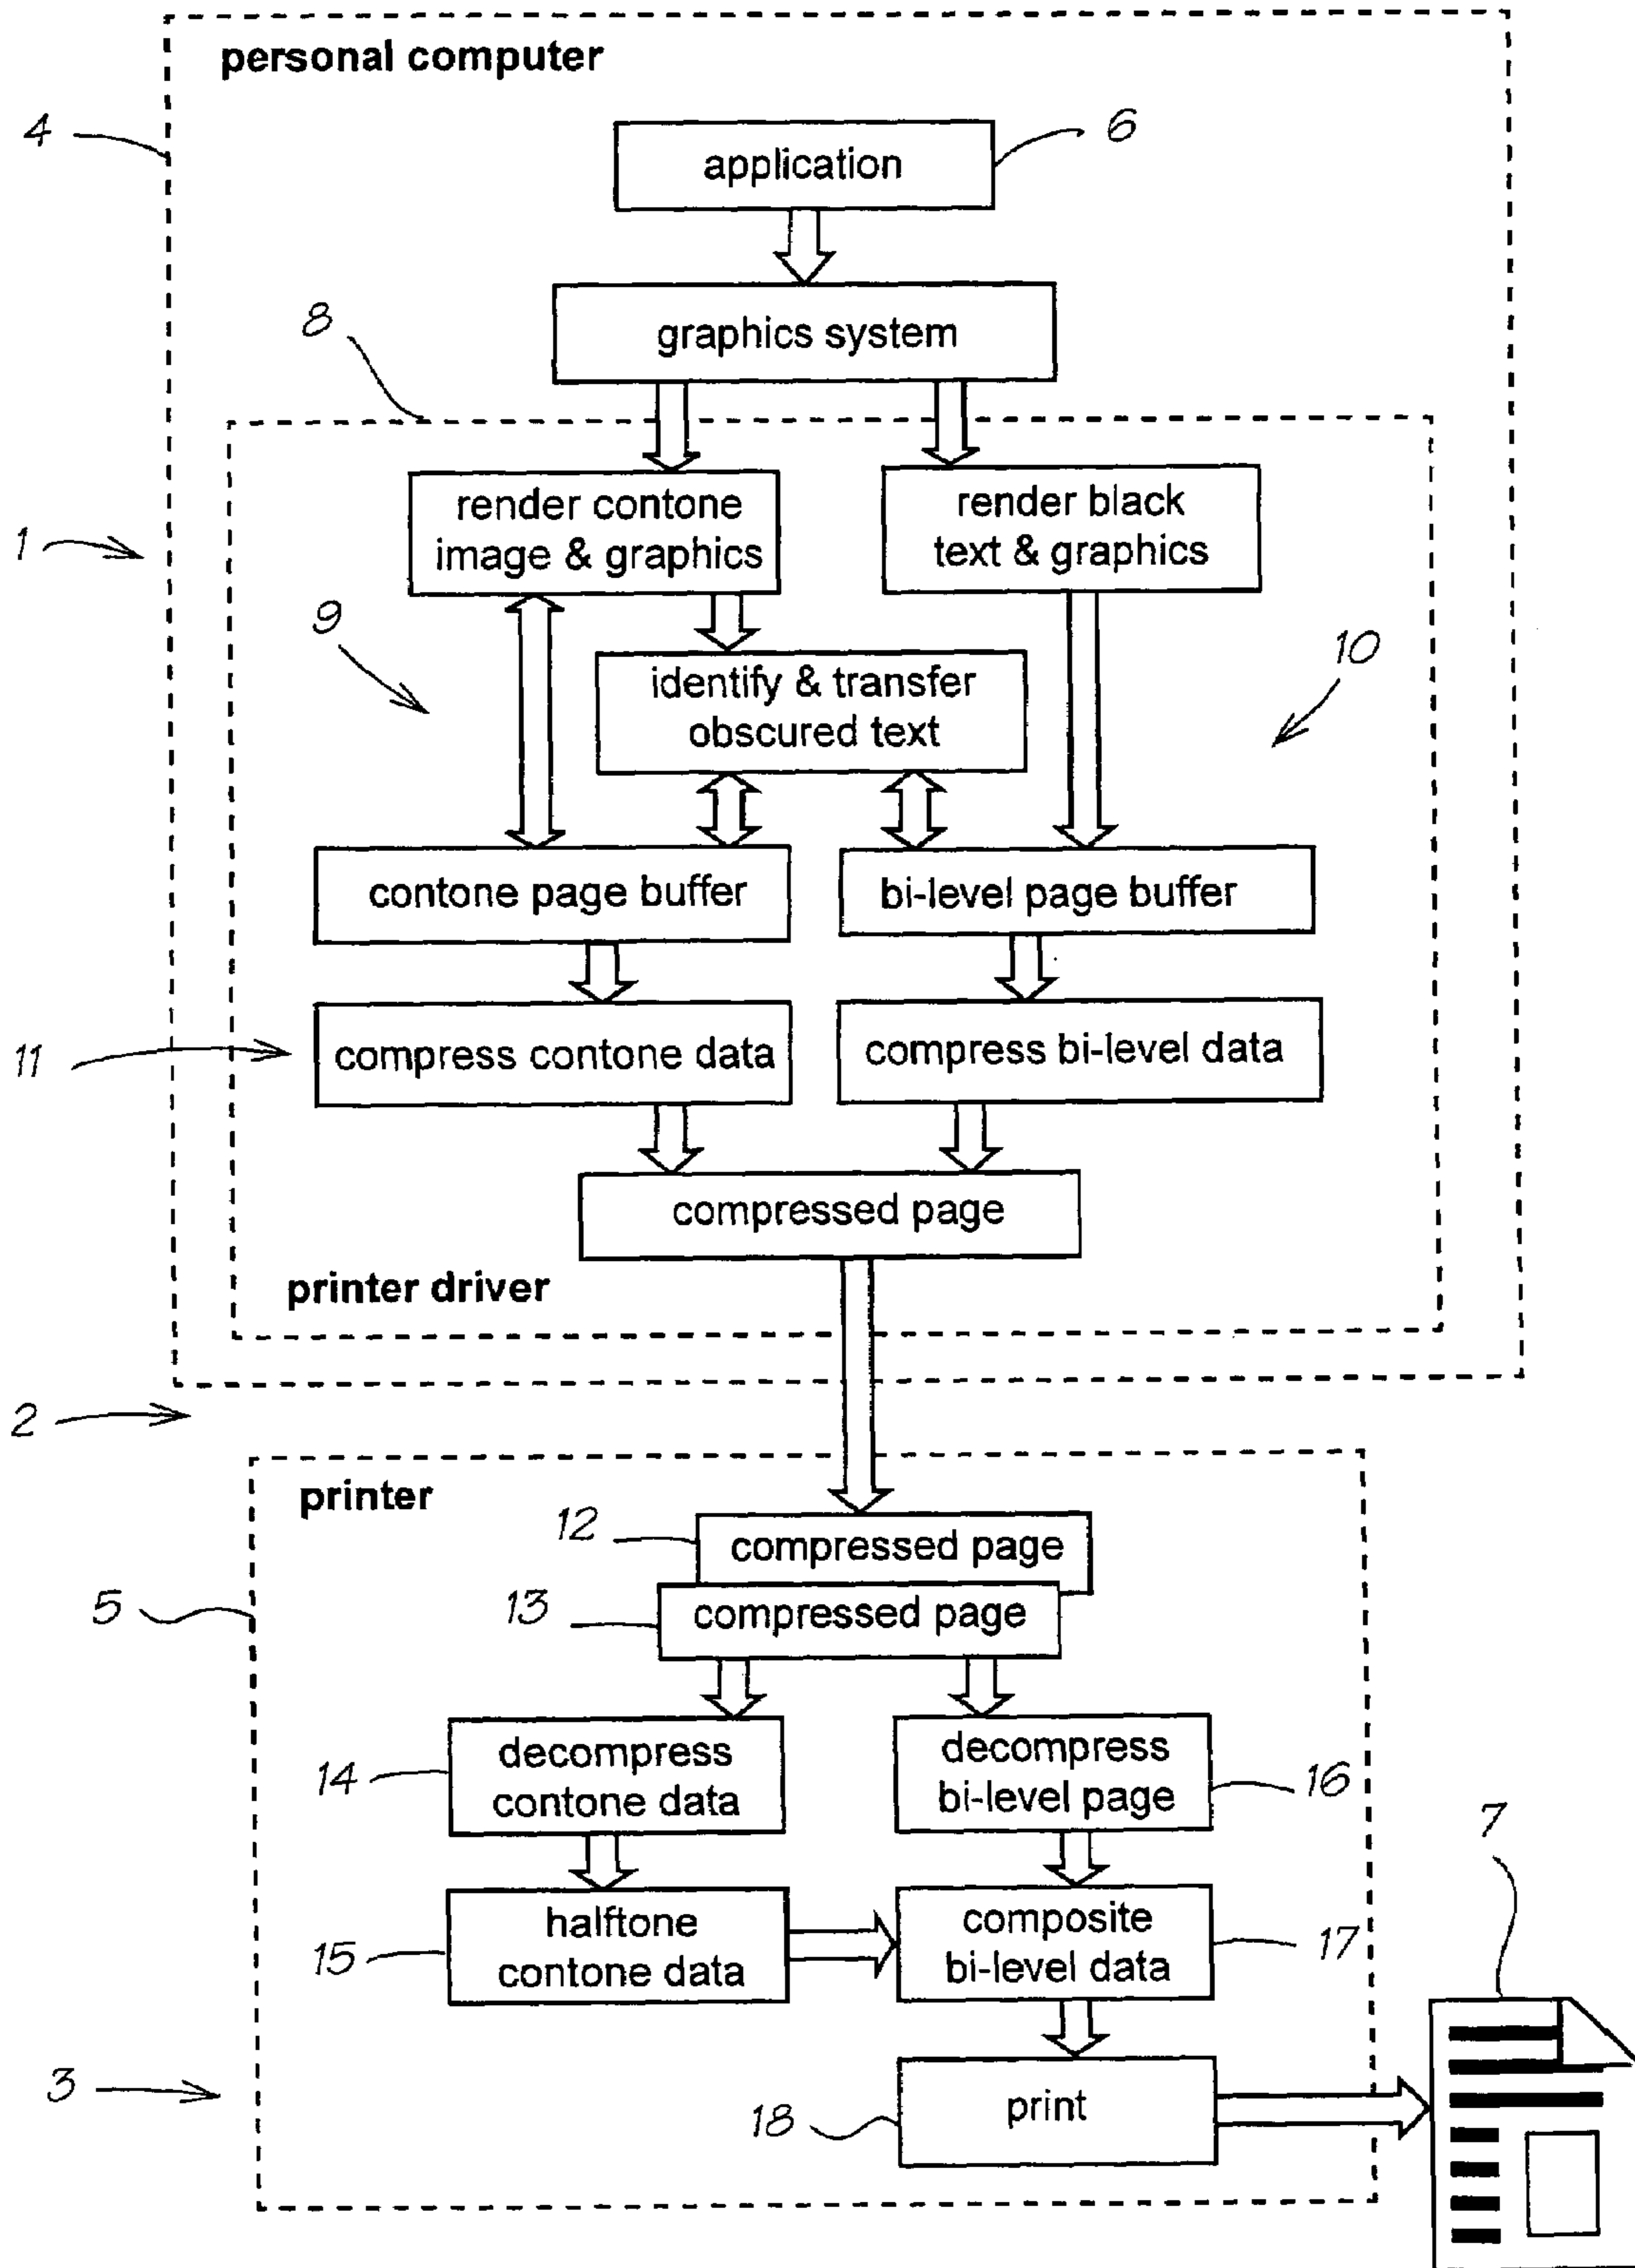 personal computer
4
6
application
8
graphics system
1
render contone
image & graphics
render black
text & graphics
9
10
identify & transfer
obscured text
contone page buffer
bi-level page buffer
11
compress contone data
compress bi-level data
compressed page
printer driver
2
printer
12
compressed page
5
13
compressed page
14
decompress
contone data
decompress
bi-level page
16
7
15
halftone
contone data
composite
bi-level data
17
3
18
print